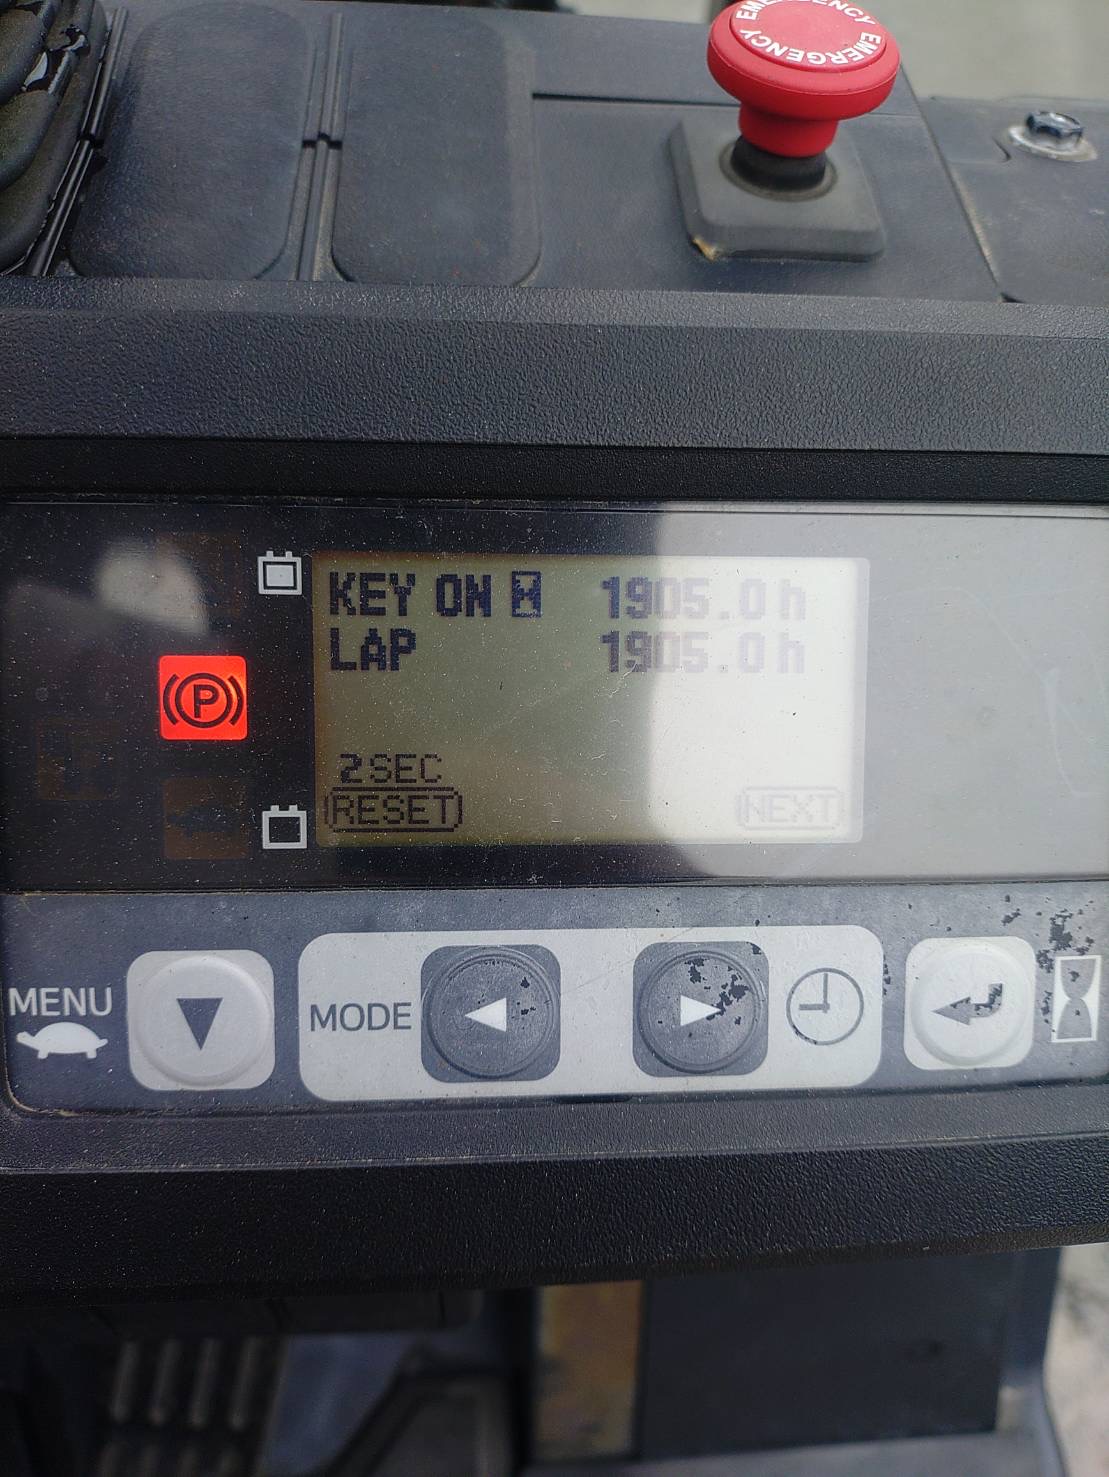 EMERGENCY EMERGENCY
KEY ON 1905.0 h
LAP 1905.0 h
2SEC
RESET NEXT
P
MENU MODE